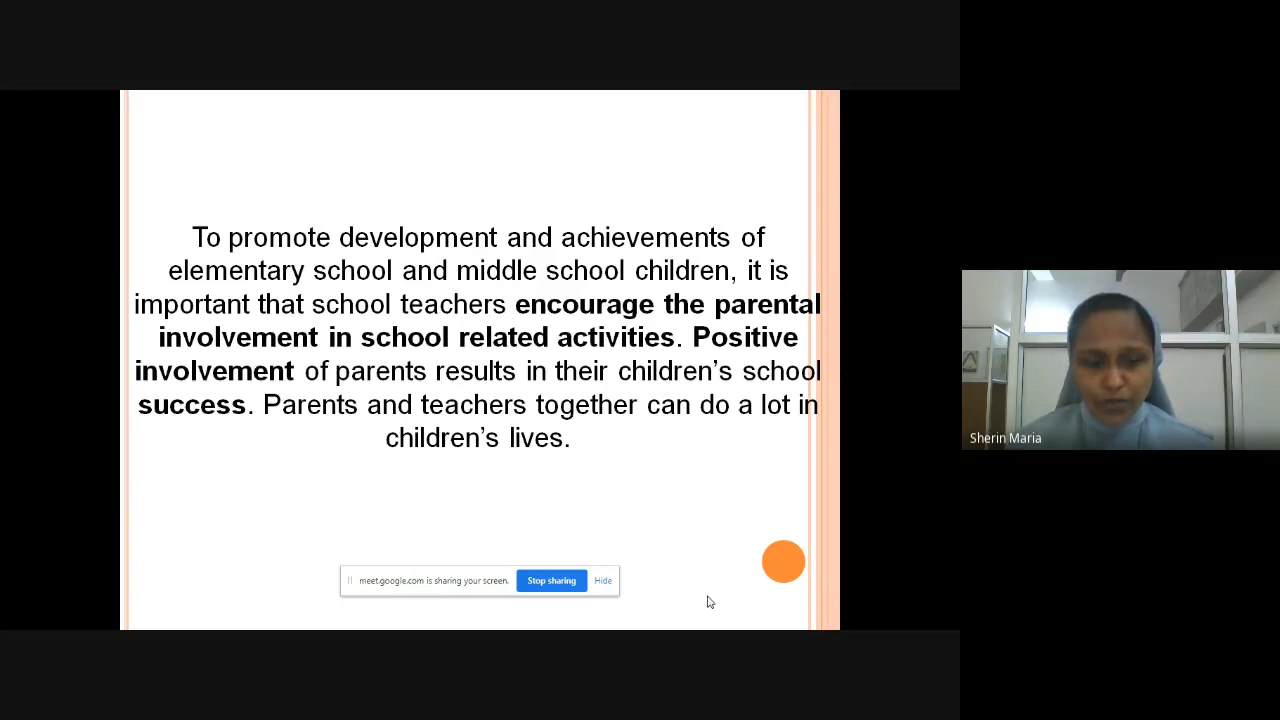 To promote development and achievements of
elementary school and middle school children, it is
important that school teachers encourage the parental
involvement in school related activities. Positive
involvement of parents results in their children’s school
success. Parents and teachers together can do a lot in
children’s lives.
meet.google.com is sharing your screen. Stop sharing Hide
Sherin Maria